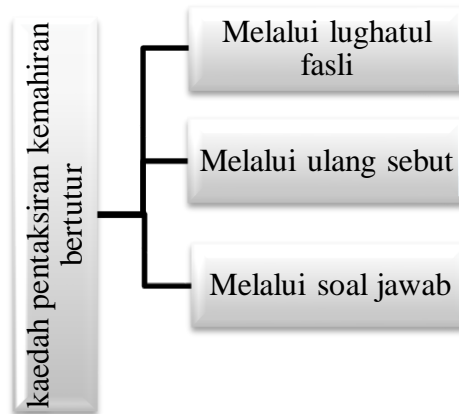 kaedah pentaksiran kemahiran
bertutur
Melalui lughatul
fasli
Melalui ulang sebut
Melalui soal jawab